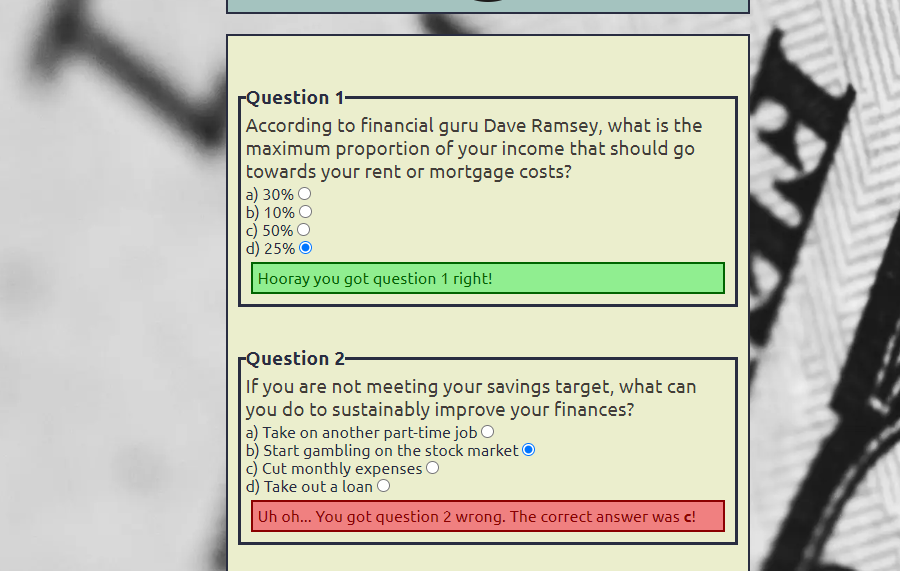 Question 1
According to financial guru Dave Ramsey, what is the
maximum proportion of your income that should go
towards your rent or mortgage costs?
a) 30%
b) 10%
c) 50%
d) 25%
Hooray you got question 1 right!
Question 2
If you are not meeting your savings target, what can
you do to sustainably improve your finances?
a) Take on another part-time job
b) Start gambling on the stock market
c) Cut monthly expenses
d) Take out a loan
Uh oh... You got question 2 wrong. The correct answer was c!